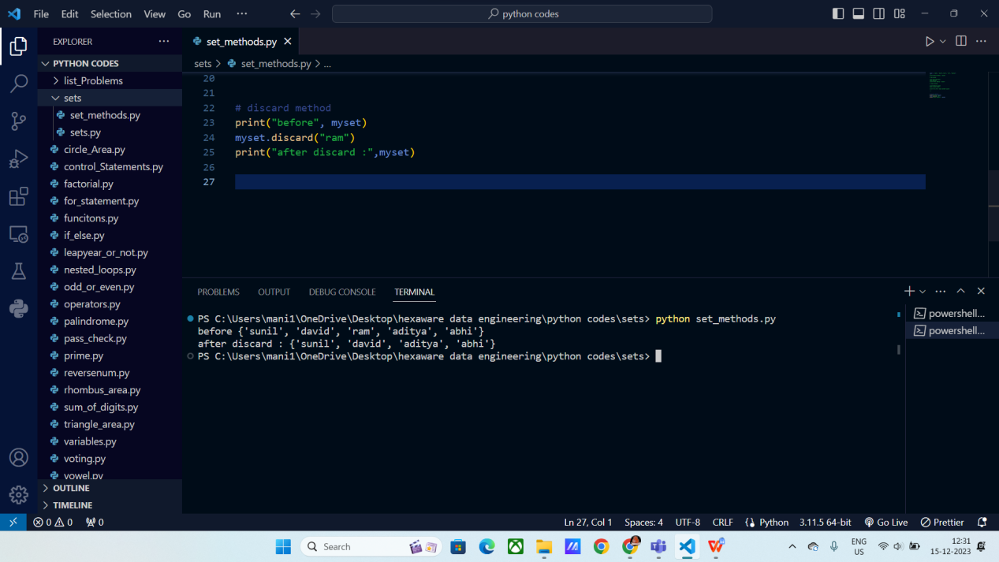 File Edit Selection View Go Run ···
python codes
EXPLORER ···
PYTHON CODES
list_Problems
sets
set_methods.py
sets.py
circle_Area.py
control_Statements.py
factorial.py
for_statement.py
funcitons.py
if_else.py
leapyear_or_not.py
nested_loops.py
odd_or_even.py
operators.py
palindrome.py
pass_check.py
prime.py
reversenum.py
rhombus_area.py
sum_of_digits.py
triangle_area.py
variables.py
voting.py
vowel.py
OUTLINE
TIMELINE
set_methods.py
sets > set_methods.py > ...
20
21
22 # discard method
23 print("before", myset)
24 myset.discard("ram")
25 print("after discard :",myset)
26
27
PROBLEMS OUTPUT DEBUG CONSOLE TERMINAL
PS C:\Users\mani1\OneDrive\Desktop\hexaware data engineering\python codes\sets> python set_methods.py
before {'sunil', 'david', 'ram', 'aditya', 'abhi'}
after discard : {'sunil', 'david', 'aditya', 'abhi'}
PS C:\Users\mani1\OneDrive\Desktop\hexaware data engineering\python codes\sets>
powershell...
powershell...
0 0 0
Ln 27, Col 1 Spaces: 4 UTF-8 CRLF Python 3.11.5 64-bit Go Live Prettier
Search
ENG
US
12:31
15-12-2023